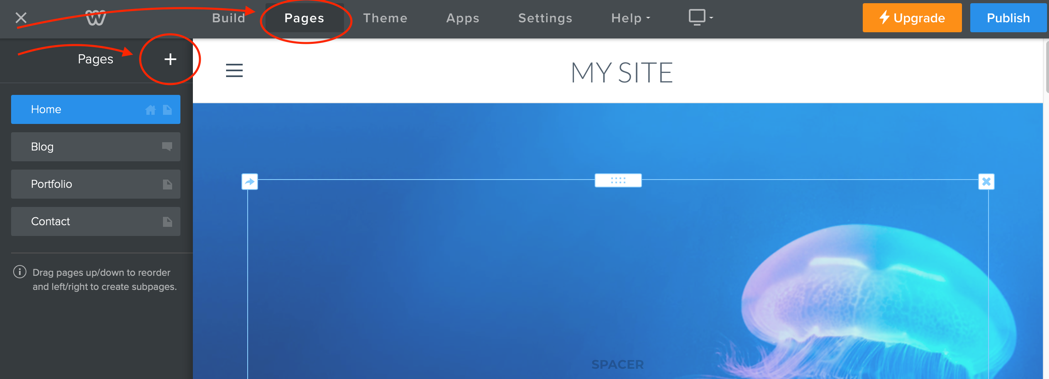 Build Pages Theme Apps Settings Help Upgrade Publish
Pages
MY SITE
Home
Blog
Portfolio
Contact
Drag pages up/down to reorder
and left/right to create subpages.
SPACER